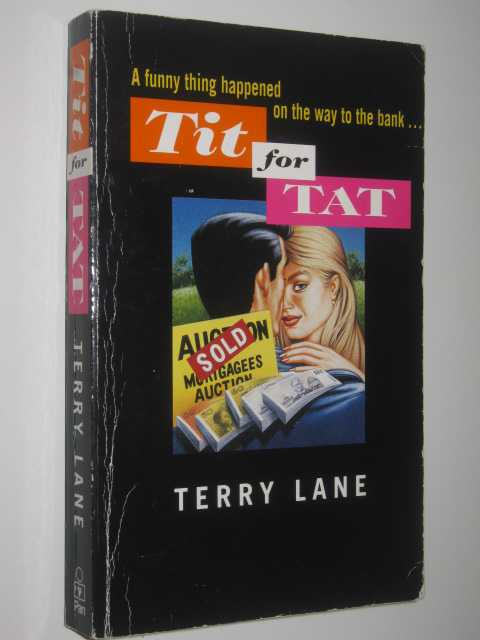 A funny thing happened
on the way to the bank ...
Tit
for
TAT
AUCTION
SOLD
MORTGAGEES
AUCTION
TERRY LANE
Tit
for
TAT
TERRY LANE
PAN